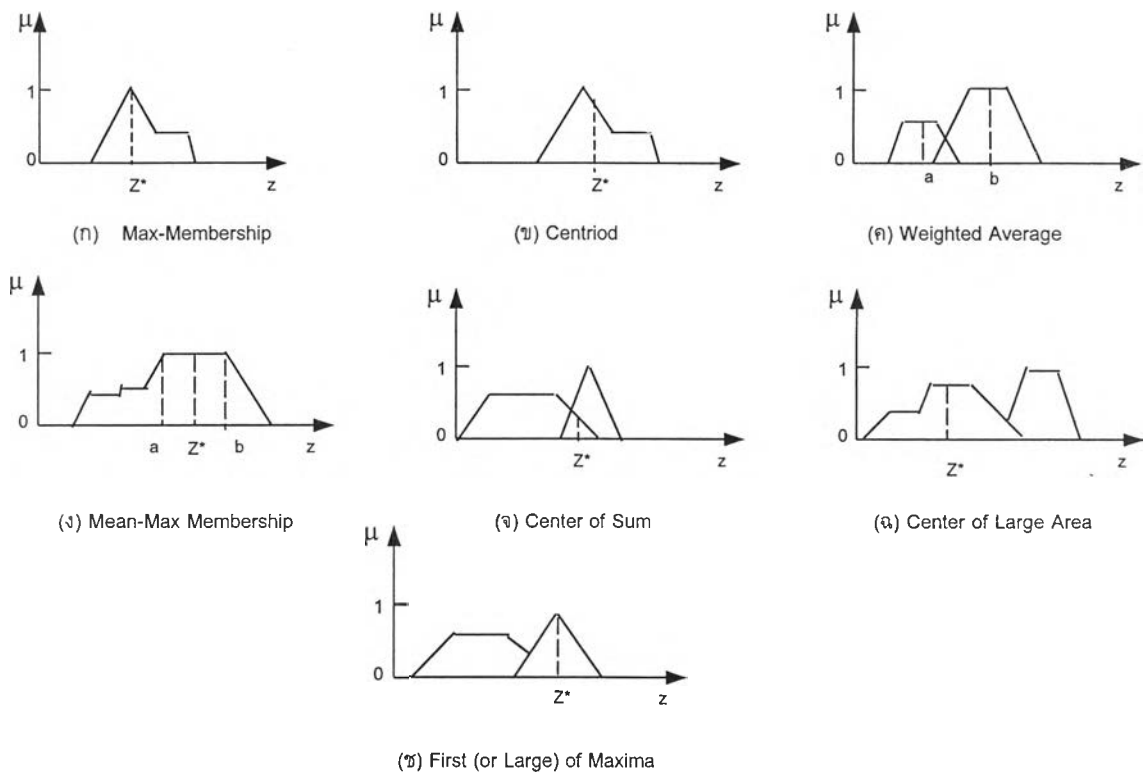 μ
1
0
Z*
z
(ก) Max-Membership
μ
1
0
Z*
z
(ข) Centriod
μ
1
0
a
b
z
(ค) Weighted Average
μ
1
0
a
Z*
b
z
(ง) Mean-Max Membership
μ
1
0
Z*
z
(จ) Center of Sum
μ
1
0
Z*
z
(ฉ) Center of Large Area
μ
1
0
Z*
z
(ช) First (or Large) of Maxima